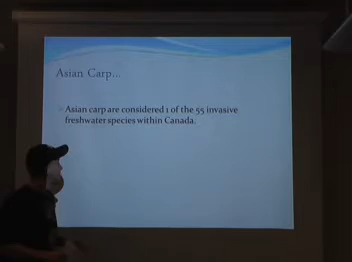 Asian Carp...
Asian carp are considered 1 of the 55 invasive
freshwater species within Canada.